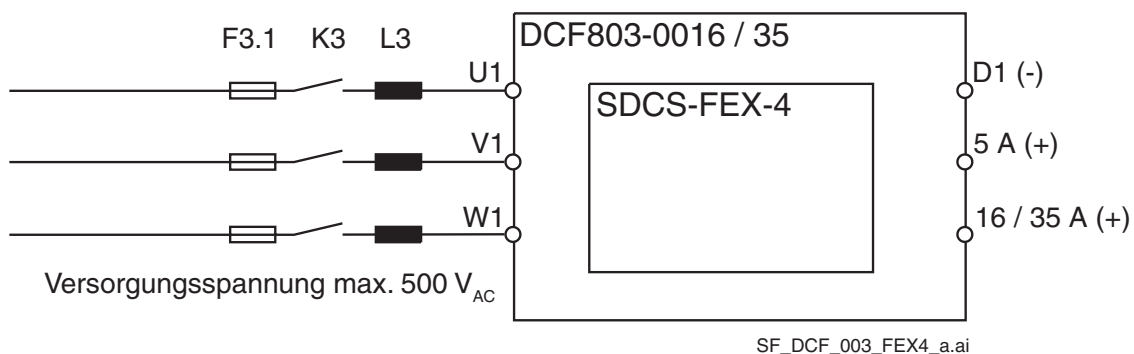 F3.1 K3 L3
DCF803-0016 / 35
U1
D1 (-)
SDCS-FEX-4
V1
5 A (+)
W1
16 / 35 A (+)
Versorgungsspannung max. 500 VAC
SF_DCF_003_FEX4_a.ai